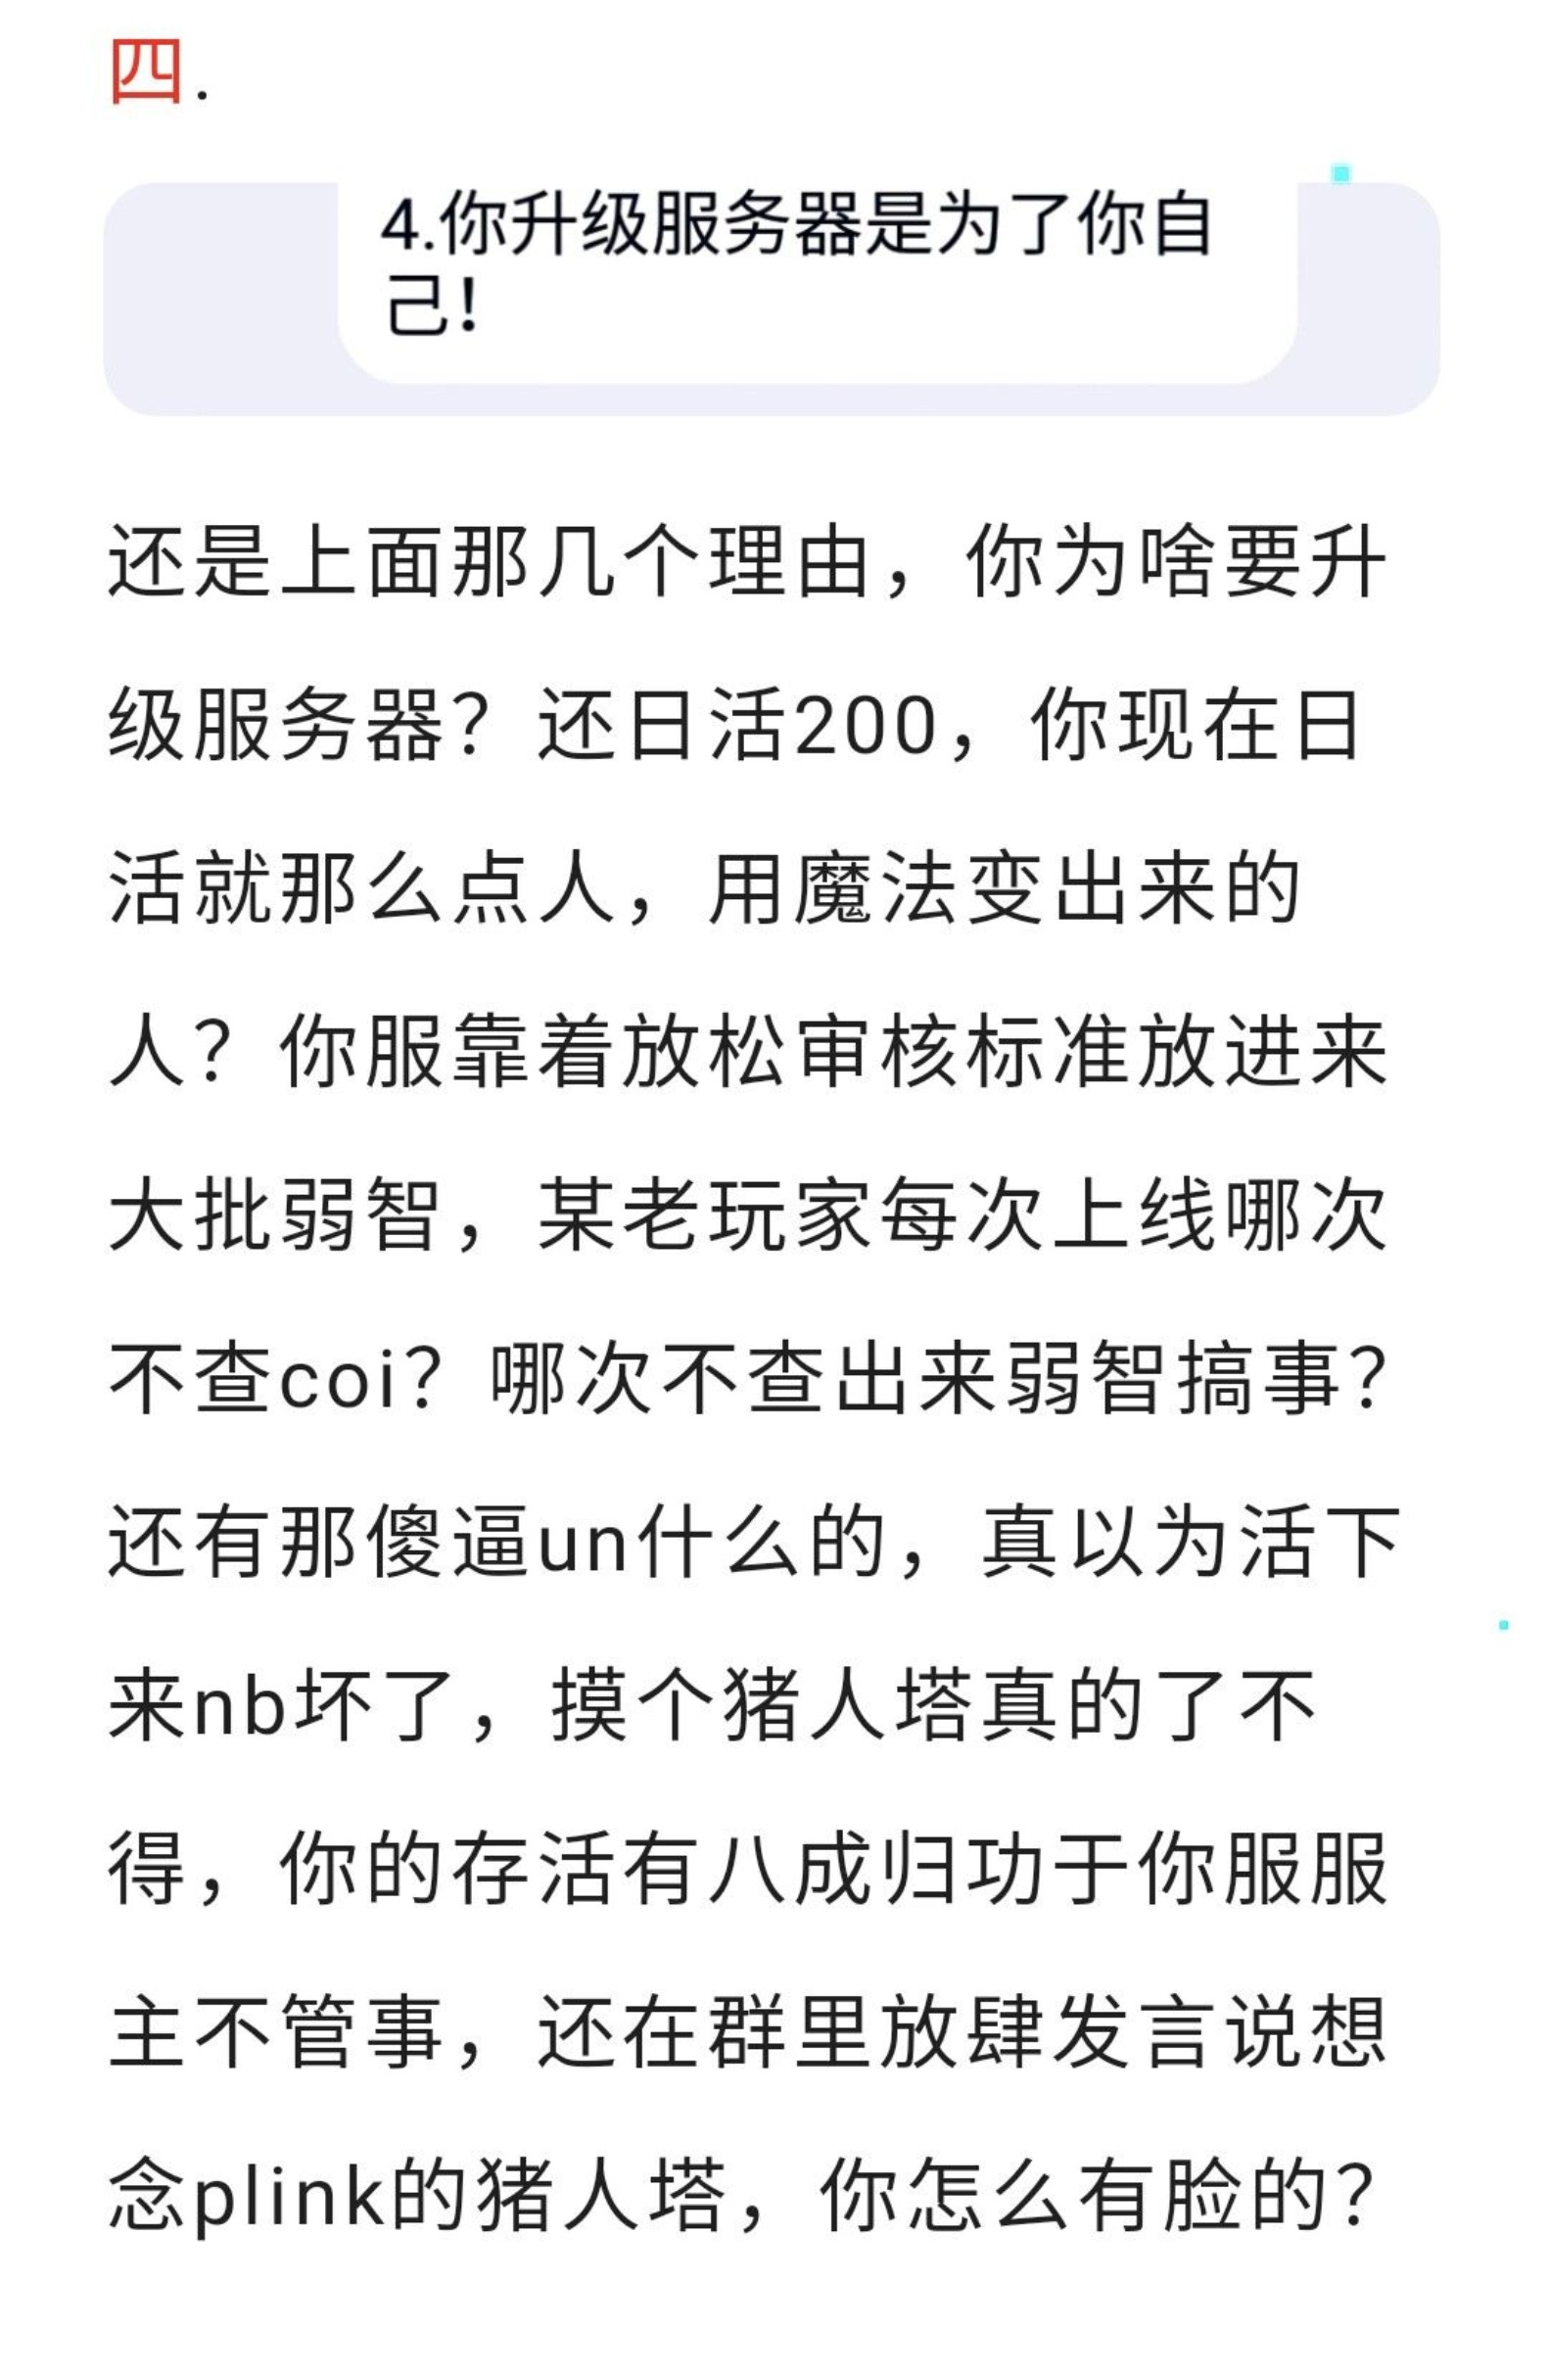 四.
4.你升级服务器是为了你自
己!
还是上面那几个理由，你为啥要升
级服务器？还日活200，你现在日
活就那么点人，用魔法变出来的
人？你服靠着放松审核标准放进来
大批弱智，某老玩家每次上线哪次
不查coi？哪次不查出来弱智搞事？
还有那傻逼un什么的，真以为活下
来nb坏了，摸个猪人塔真的了不
得，你的存活有八成归功于你服服
主不管事，还在群里放肆发言说想
念plink的猪人塔，你怎么有脸的？